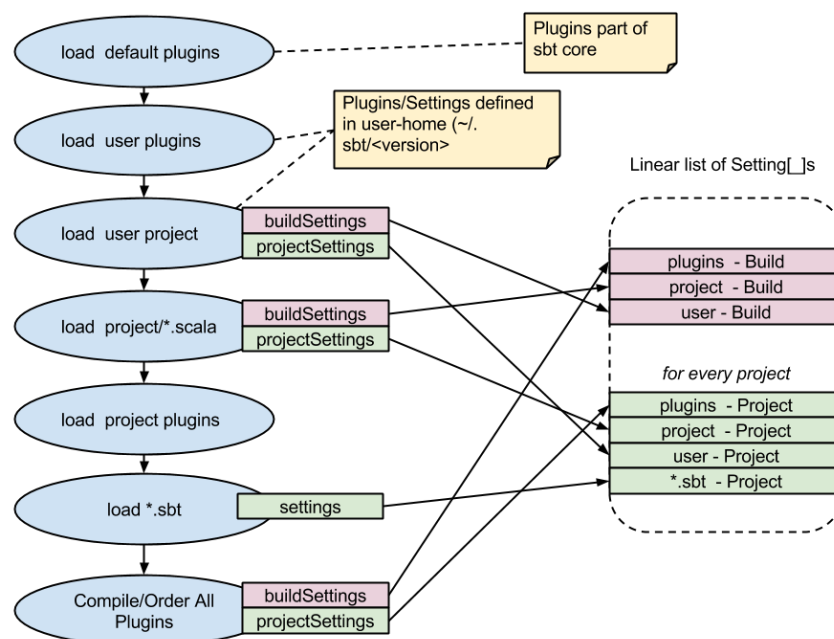 load default plugins
Plugins part of
sbt core
load user plugins
Plugins/Settings defined
in user-home (~/.
sbt/<version>
Linear list of Setting[_]s
load user project
buildSettings
projectSettings
plugins - Build
project - Build
user - Build
load project/*.scala
buildSettings
projectSettings
for every project
plugins - Project
project - Project
user - Project
*.sbt - Project
load project plugins
load *.sbt
settings
Compile/Order All
Plugins
buildSettings
projectSettings